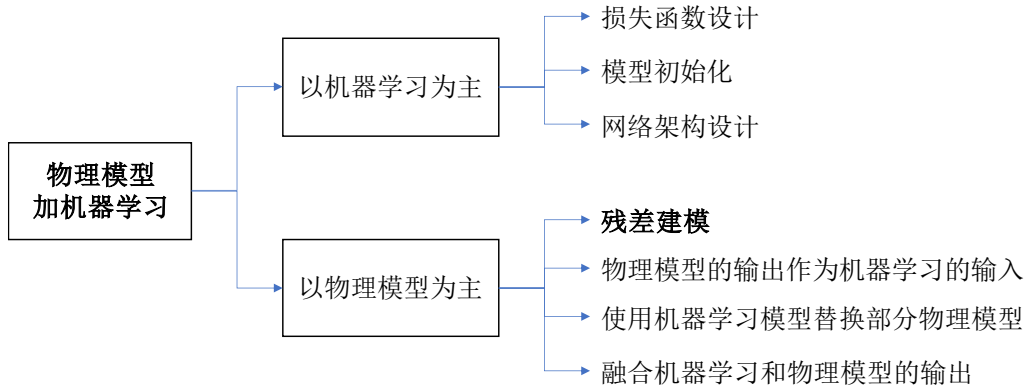 物理模型
加机器学习
以机器学习为主
损失函数设计
模型初始化
网络架构设计
以物理模型为主
残差建模
物理模型的输出作为机器学习的输入
使用机器学习模型替换部分物理模型
融合机器学习和物理模型的输出